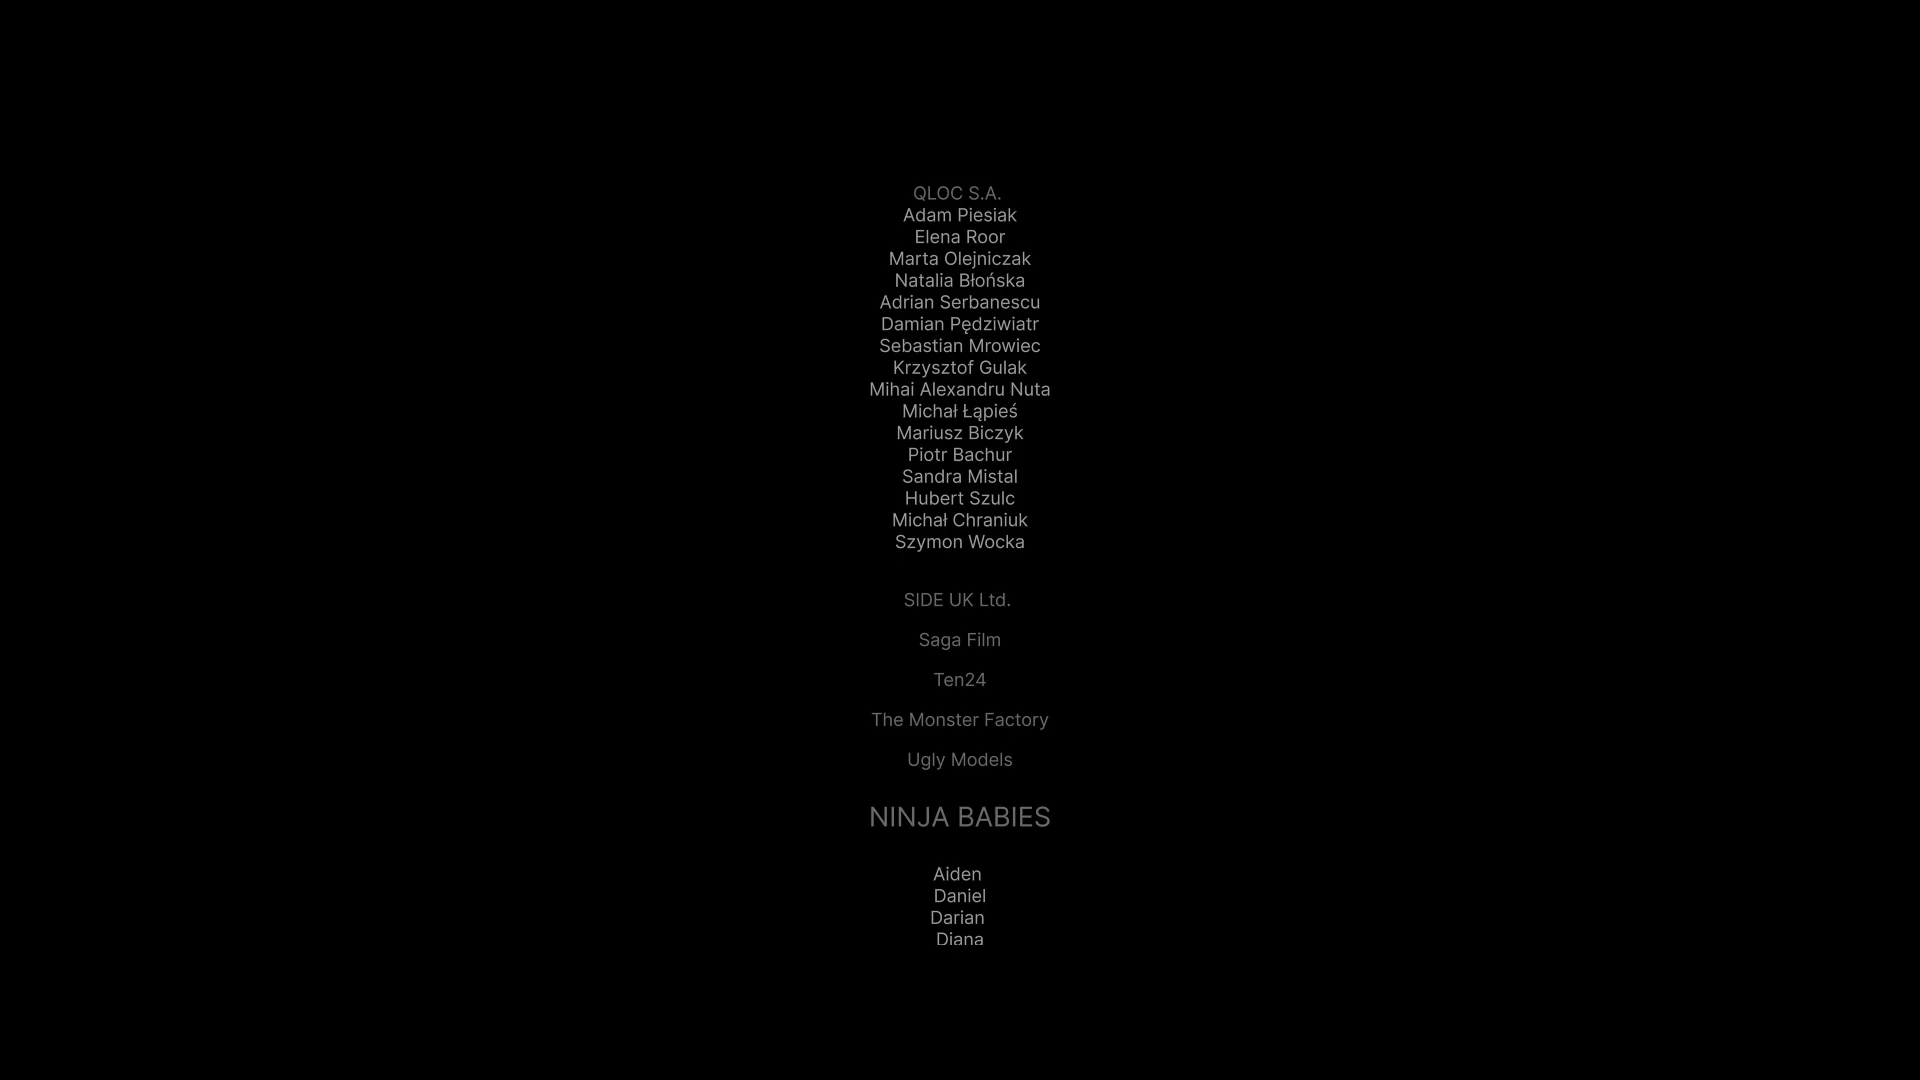 QLOC S.A.
Adam Piesiak
Elena Roor
Marta Olejniczak
Natalia Błońska
Adrian Serbanescu
Damian Pędziwiatr
Sebastian Mrowiec
Krzysztof Gulak
Mihai Alexandru Nuta
Michał Łąpieś
Mariusz Biczyk
Piotr Bachur
Sandra Mistal
Hubert Szulc
Michał Chraniuk
Szymon Wocka
SIDE UK Ltd.
Saga Film
Ten24
The Monster Factory
Ugly Models
NINJA BABIES
Aiden
Daniel
Darian
Diana